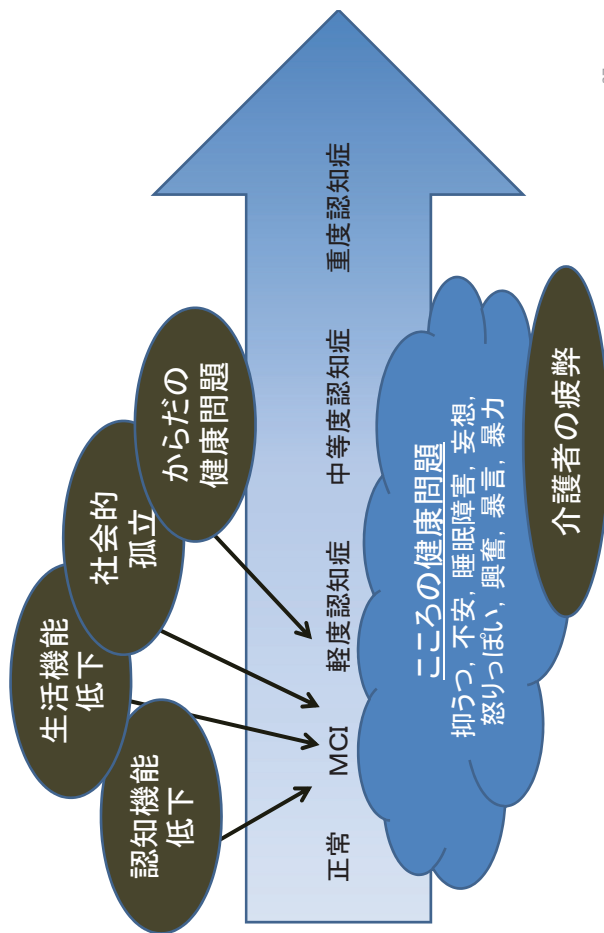 認知機能
低下
生活機能
低下
社会的
孤立
からだの
健康問題
正常
MCI
軽度認知症
中等度認知症
重度認知症
こころの健康問題
抑うつ, 不安, 睡眠障害, 妄想,
怒りっぽい, 興奮, 暴言, 暴力
介護者の疲弊